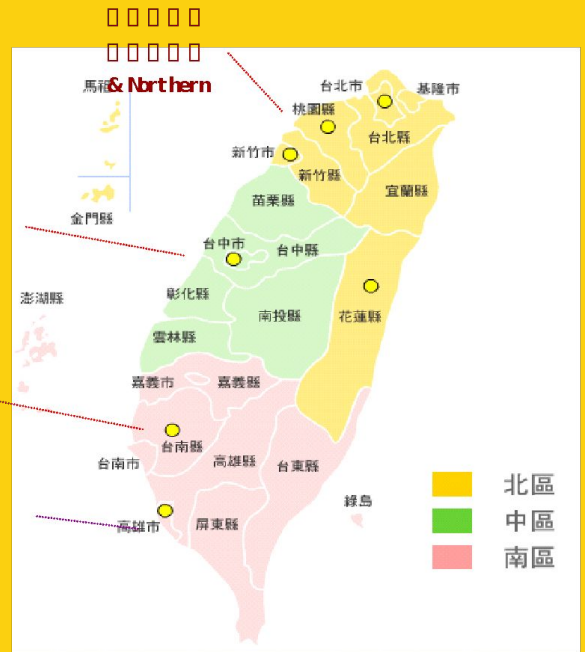 & Northern
馬祖
台北市
基隆市
桃園縣
台北縣
新竹市
新竹縣
宜蘭縣
苗栗縣
金門縣
台中市
台中縣
彰化縣
澎湖縣
南投縣
花蓮縣
雲林縣
嘉義市
嘉義縣
台南縣
台南市
高雄縣
台東縣
綠島
高雄市
屏東縣
北區
中區
南區